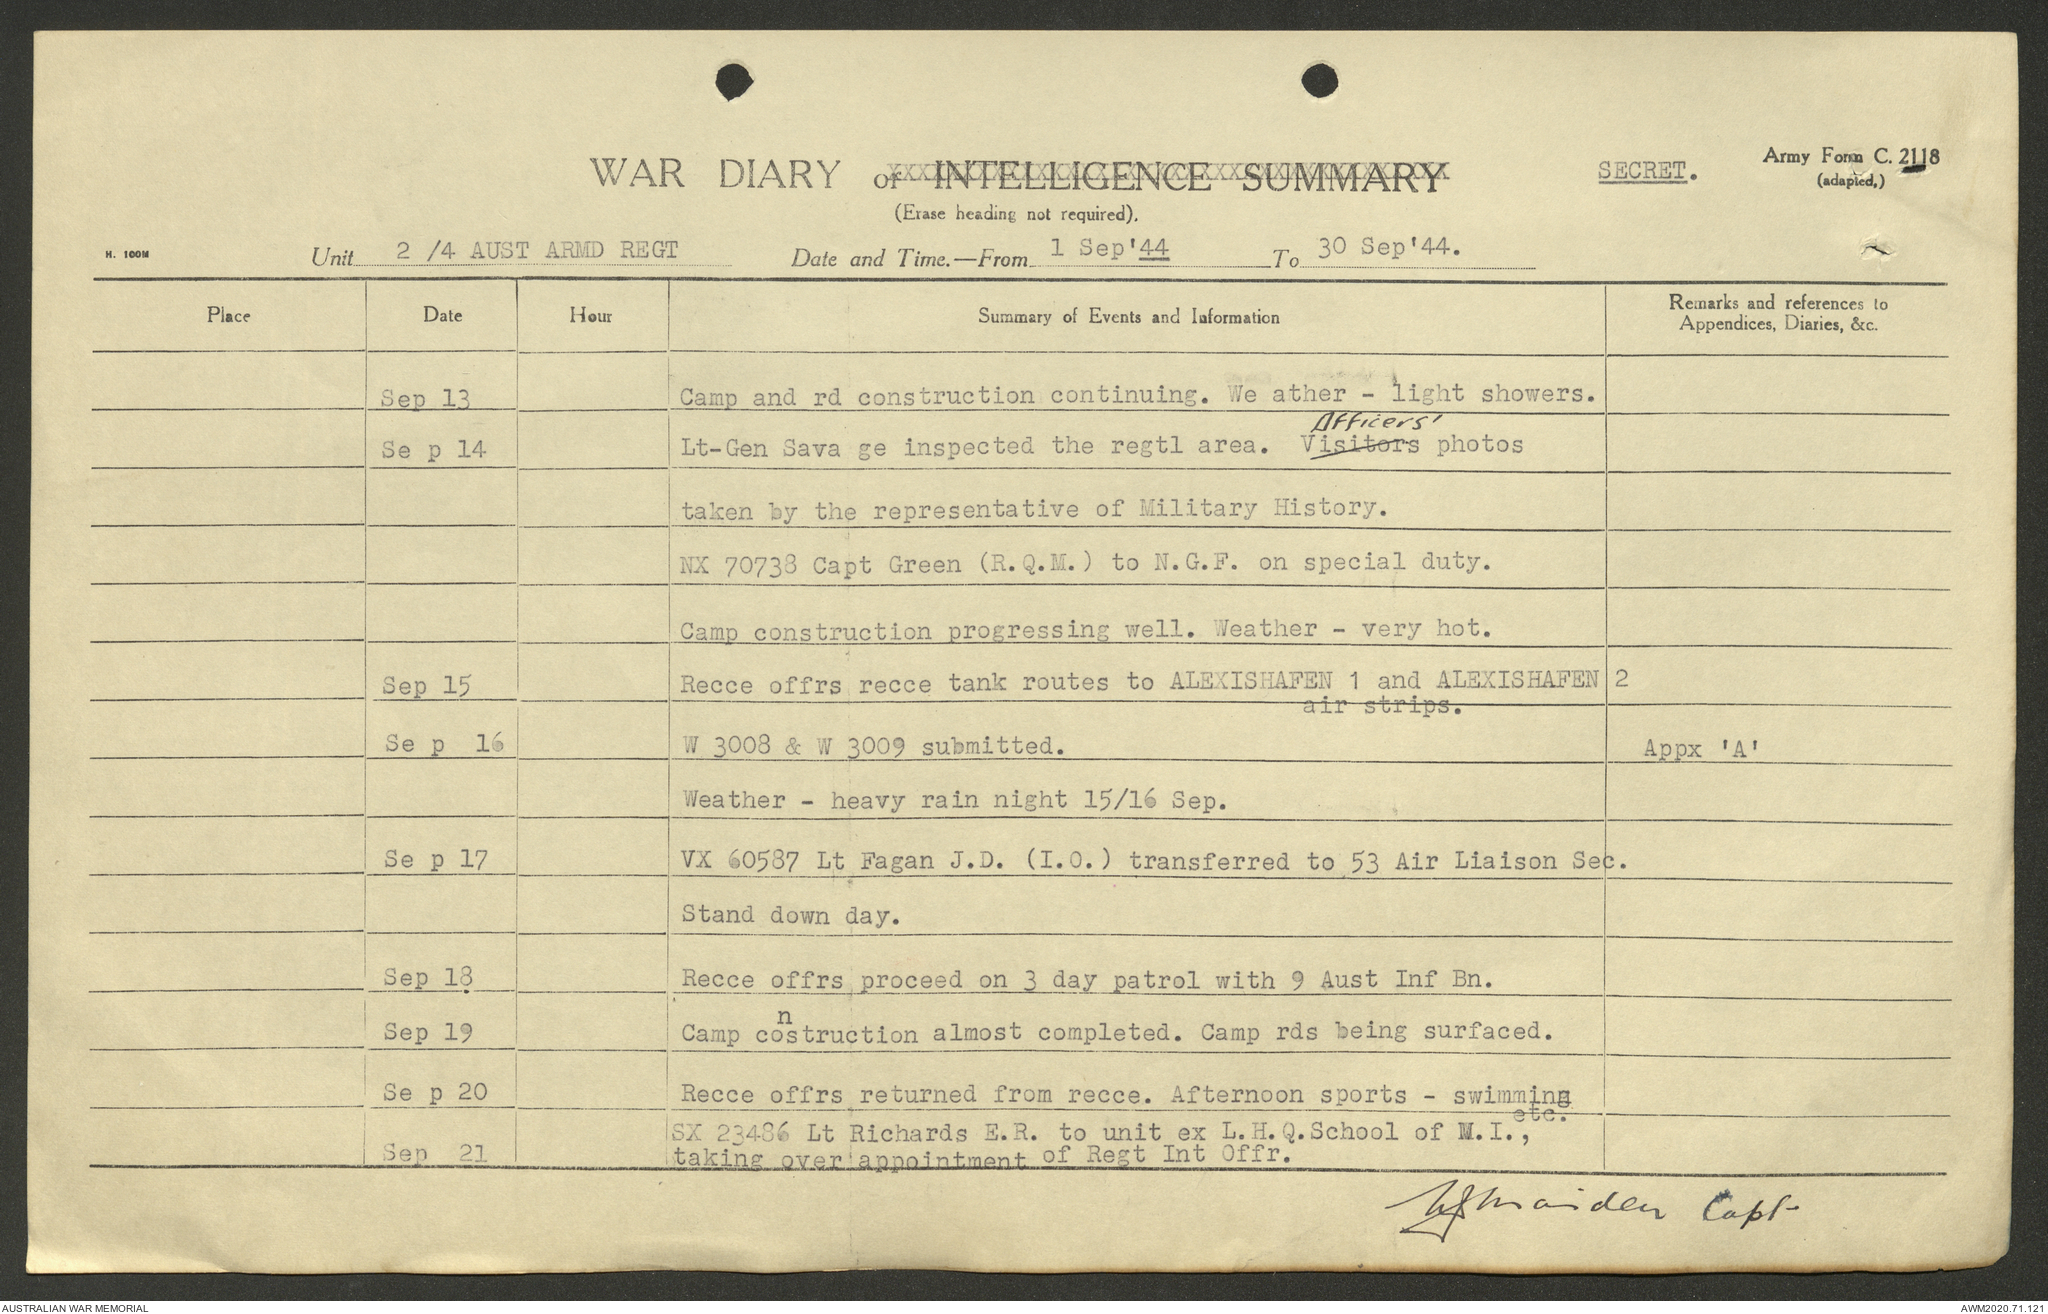 WAR DIARY of INTELLIGENCE SUMMARY
SECRET.
Army Form C. 2118
(adapted.)
(Erase heading not required).
H. 100M
Unit 2 /4 AUST ARMD REGT Date and Time.—From 1 Sep'44 To 30 Sep'44.
Place Date Hour Summary of Events and Information Remarks and references to
Appendices, Diaries, &c.
Sep 13 Camp and rd construction continuing. We ather - light showers.
Officers'
Se p 14 Lt-Gen Sava ge inspected the regtl area. Visitors photos
taken by the representative of Military History.
NX 70738 Capt Green (R.Q.M.) to N.G.F. on special duty.
Camp construction progressing well. Weather - very hot.
Sep 15 Recce offrs recce tank routes to ALEXISHAFEN 1 and ALEXISHAFEN 2
air strips.
Se p 16 W 3008 & W 3009 submitted. Appx 'A'
Weather - heavy rain night 15/16 Sep.
Se p 17 VX 60587 Lt Fagan J.D. (I.O.) transferred to 53 Air Liaison Sec.
Stand down day.
Sep 18 Recce offrs proceed on 3 day patrol with 9 Aust Inf Bn.
n
Sep 19 Camp costruction almost completed. Camp rds being surfaced.
Se p 20 Recce offrs returned from recce. Afternoon sports - swimming
etc.
SX 23486 Lt Richards E.R. to unit ex L.H.Q.School of M.I.,
Sep 21 taking over appointment of Regt Int Offr.
Capt
AUSTRALIAN WAR MEMORIAL
AWM2020.71.121